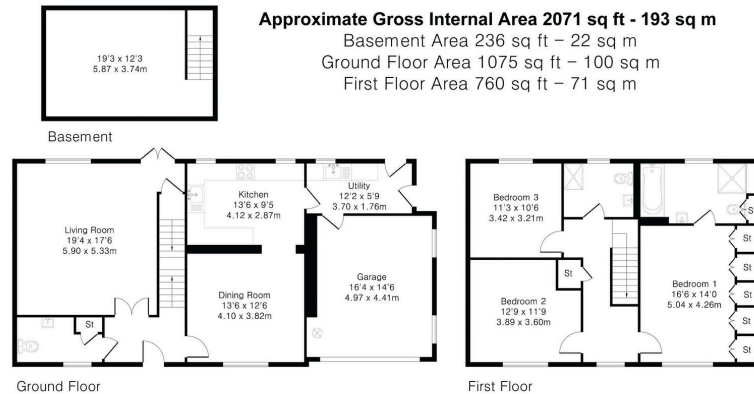 Approximate Gross Internal Area 2071 sq ft - 193 sq m
Basement Area 236 sq ft – 22 sq m
Ground Floor Area 1075 sq ft – 100 sq m
First Floor Area 760 sq ft – 71 sq m
19'3 x 12'3
5.87 x 3.74m
Basement
Living Room
19'4 x 17'6
5.90 x 5.33m
St
Kitchen
13'6 x 9'5
4.12 x 2.87m
Dining Room
13'6 x 12'6
4.10 x 3.82m
Utility
12'2 x 5'9
3.70 x 1.76m
Garage
16'4 x 14'6
4.97 x 4.41m
Ground Floor
Bedroom 3
11'3 x 10'6
3.42 x 3.21m
Bedroom 2
12'9 x 11'9
3.89 x 3.60m
St
Bedroom 1
16'6 x 14'0
5.04 x 4.26m
St
St
St
St
St
St
First Floor